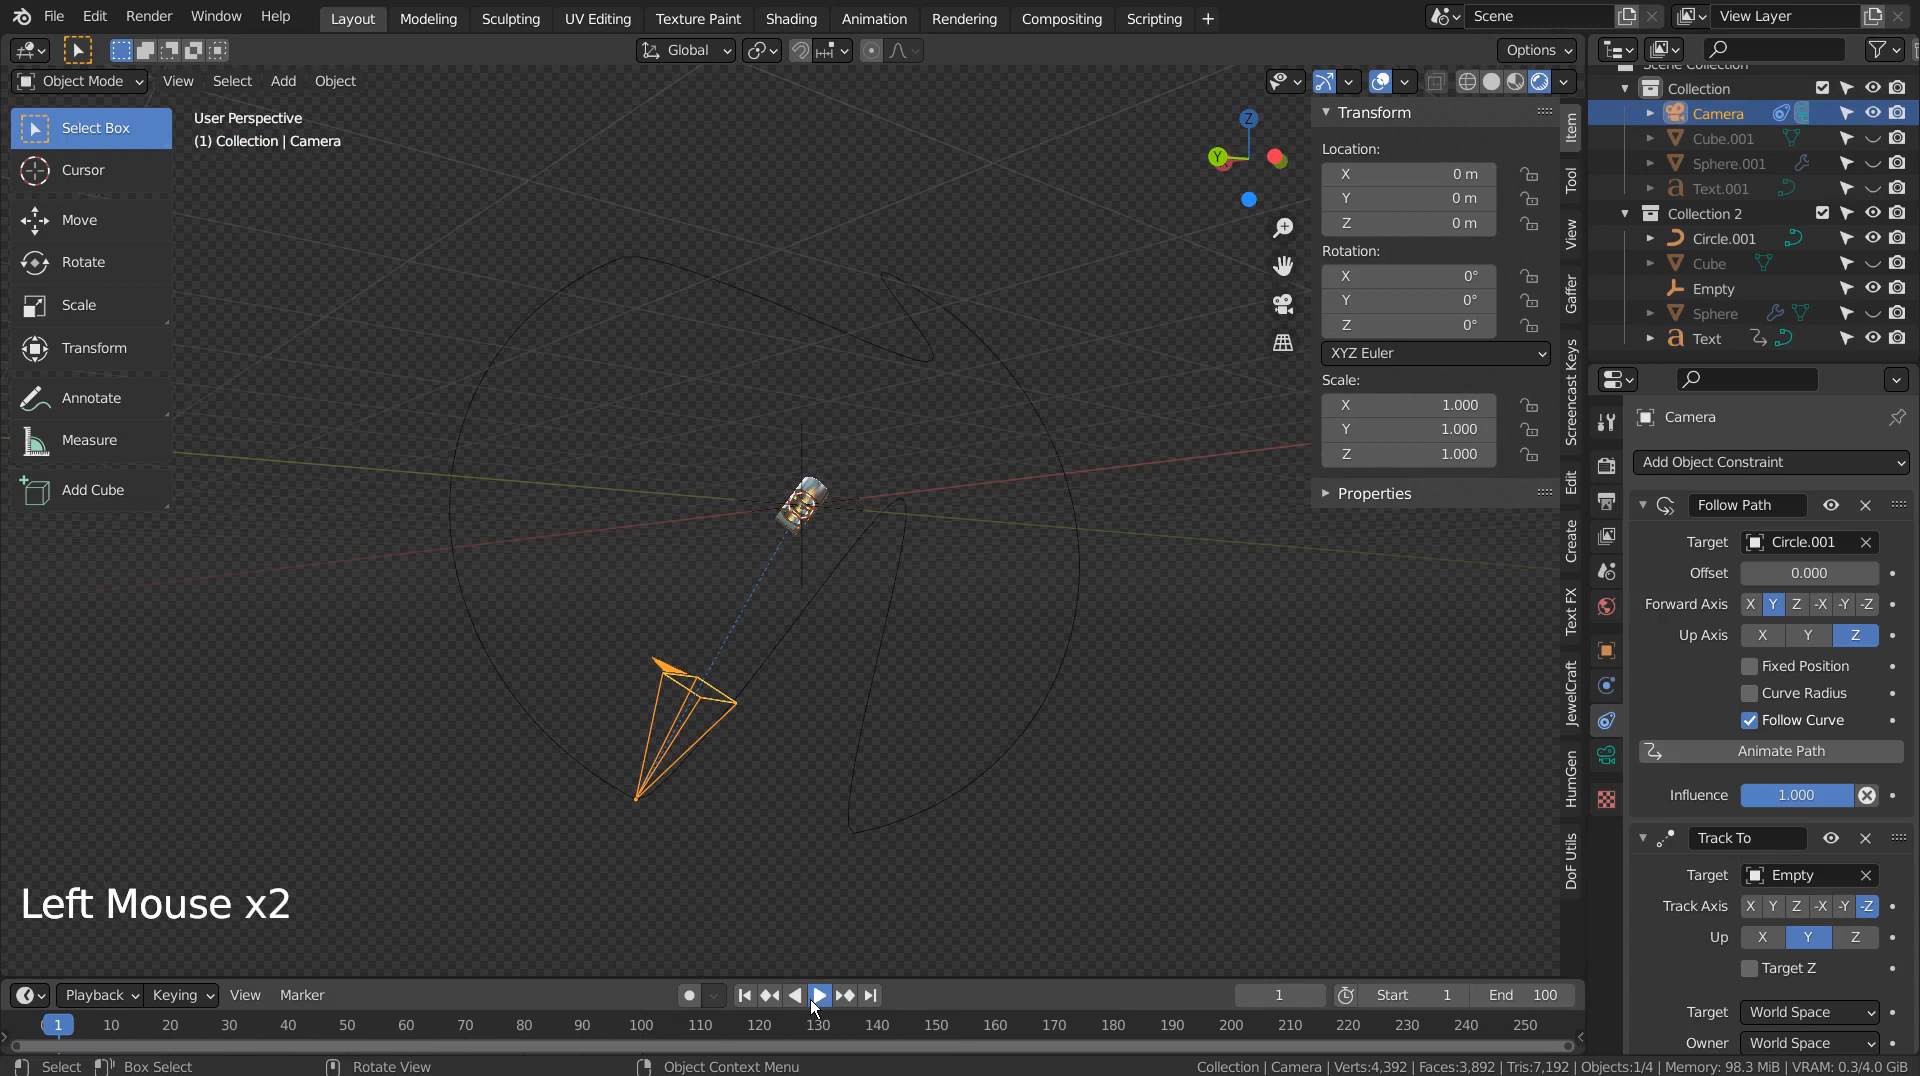 File Edit Render Window Help Layout Modeling Sculpting UV Editing Texture Paint Shading Animation Rendering Compositing Scripting + Scene View Layer
Global Options
Object Mode View Select Add Object
Select Box
Cursor
Move
Rotate
Scale
Transform
Annotate
Measure
Add Cube
User Perspective
(1) Collection | Camera
Z
Y
Transform
Location:
X 0 m
Y 0 m
Z 0 m
Rotation:
X 0°
Y 0°
Z 0°
XYZ Euler
Scale:
X 1.000
Y 1.000
Z 1.000
Properties
Item
Tool
View
Gaffer
Screencast Keys
Edit
Create
Text FX
JewelCraft
HumGen
DoF Utils
Scene Collection
Collection
Camera
Cube.001
Sphere.001
Text.001
Collection 2
Circle.001
Cube
Empty
Sphere
Text
Camera
Add Object Constraint
Follow Path
Target Circle.001
Offset 0.000
Forward Axis X Y Z -X -Y -Z
Up Axis X Y Z
Fixed Position
Curve Radius
Follow Curve
Animate Path
Influence 1.000
Track To
Target Empty
Track Axis X Y Z -X -Y -Z
Up X Y Z
Target Z
Target World Space
Owner World Space
Left Mouse x2
Playback Keying View Marker 1 Start 1 End 100
1 10 20 30 40 50 60 70 80 90 100 110 120 130 140 150 160 170 180 190 200 210 220 230 240 250
Select Box Select Rotate View Object Context Menu Collection | Camera | Verts:4,392 | Faces:3,892 | Tris:7,192 | Objects:1/4 | Memory: 98.3 MiB | VRAM: 0.3/4.0 GiB